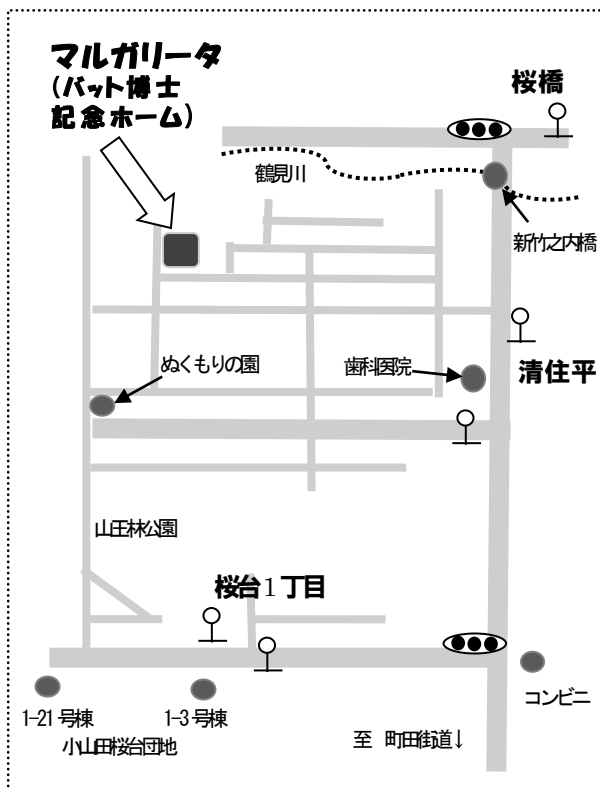 マルガリータ
(バット博士
記念ホーム)
桜橋
鶴見川
新竹之内橋
ぬくもりの園
歯科医院
清住平
山王林公園
桜台1丁目
コンビニ
1-21号棟
1-3号棟
小山田桜台団地
至 町田街道↓